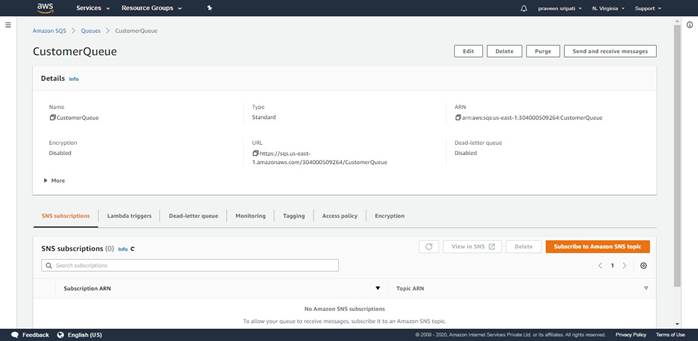 aws Services Resource Groups praveen sripati N. Virginia Support
Amazon SQS > Queues > CustomerQueue
CustomerQueue
Edit Delete Purge Send and receive messages
Details Info
Name Type ARN
CustomerQueue Standard arn:aws:sqs:us-east-1:304000509264:CustomerQueue
Encryption URL Dead-letter queue
Disabled https://sqs.us-east- Disabled
1.amazonaws.com/304000509264/CustomerQueue
More
SNS subscriptions Lambda triggers Dead-letter queue Monitoring Tagging Access policy Encryption
SNS subscriptions (0) Info View in SNS Delete Subscribe to Amazon SNS topic
Search subscriptions 1
Subscription ARN Topic ARN
No Amazon SNS subscriptions
To allow your queue to receive messages, subscribe it to an Amazon SNS topic.
Feedback English (US) © 2008 - 2020, Amazon Internet Services Private Ltd. or its affiliates. All rights reserved. Privacy Policy Terms of Use